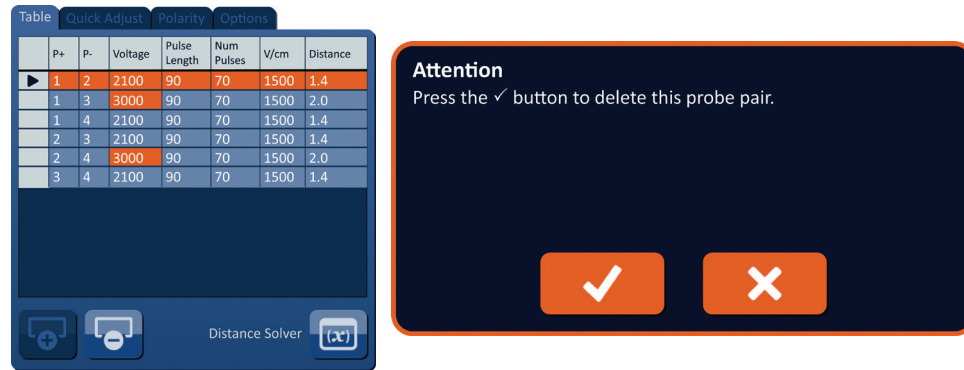 Table Quick Adjust Polarity Options
P+ P- Voltage Pulse Length Num Pulses V/cm Distance
1 2 2100 90 70 1500 1.4
1 3 3000 90 70 1500 2.0
1 4 2100 90 70 1500 1.4
2 3 2100 90 70 1500 1.4
2 4 3000 90 70 1500 2.0
3 4 2100 90 70 1500 1.4
Distance Solver (x)
Attention
Press the ✓ button to delete this probe pair.